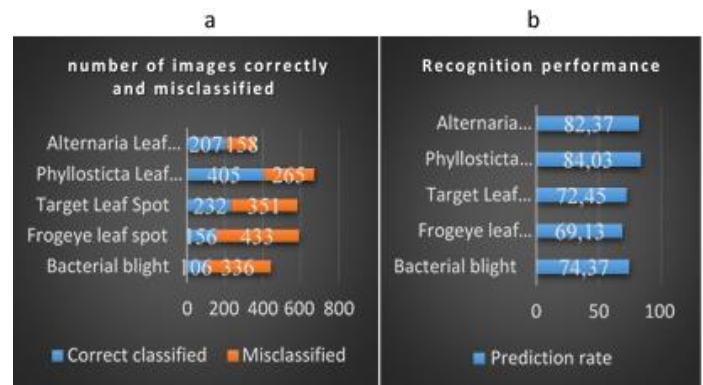 a
number of images correctly
and misclassified
Alternaria Leaf... 207 158
Phyllosticta Leaf... 405 265
Target Leaf Spot 232 351
Frogeye leaf spot 156 433
Bacterial blight 106 336
0 200 400 600 800
Correct classified Misclassified
b
Recognition performance
Alternaria... 82,37
Phyllosticta... 84,03
Target Leaf... 72,45
Frogeye leaf... 69,13
Bacterial blight 74,37
0 50 100
Prediction rate